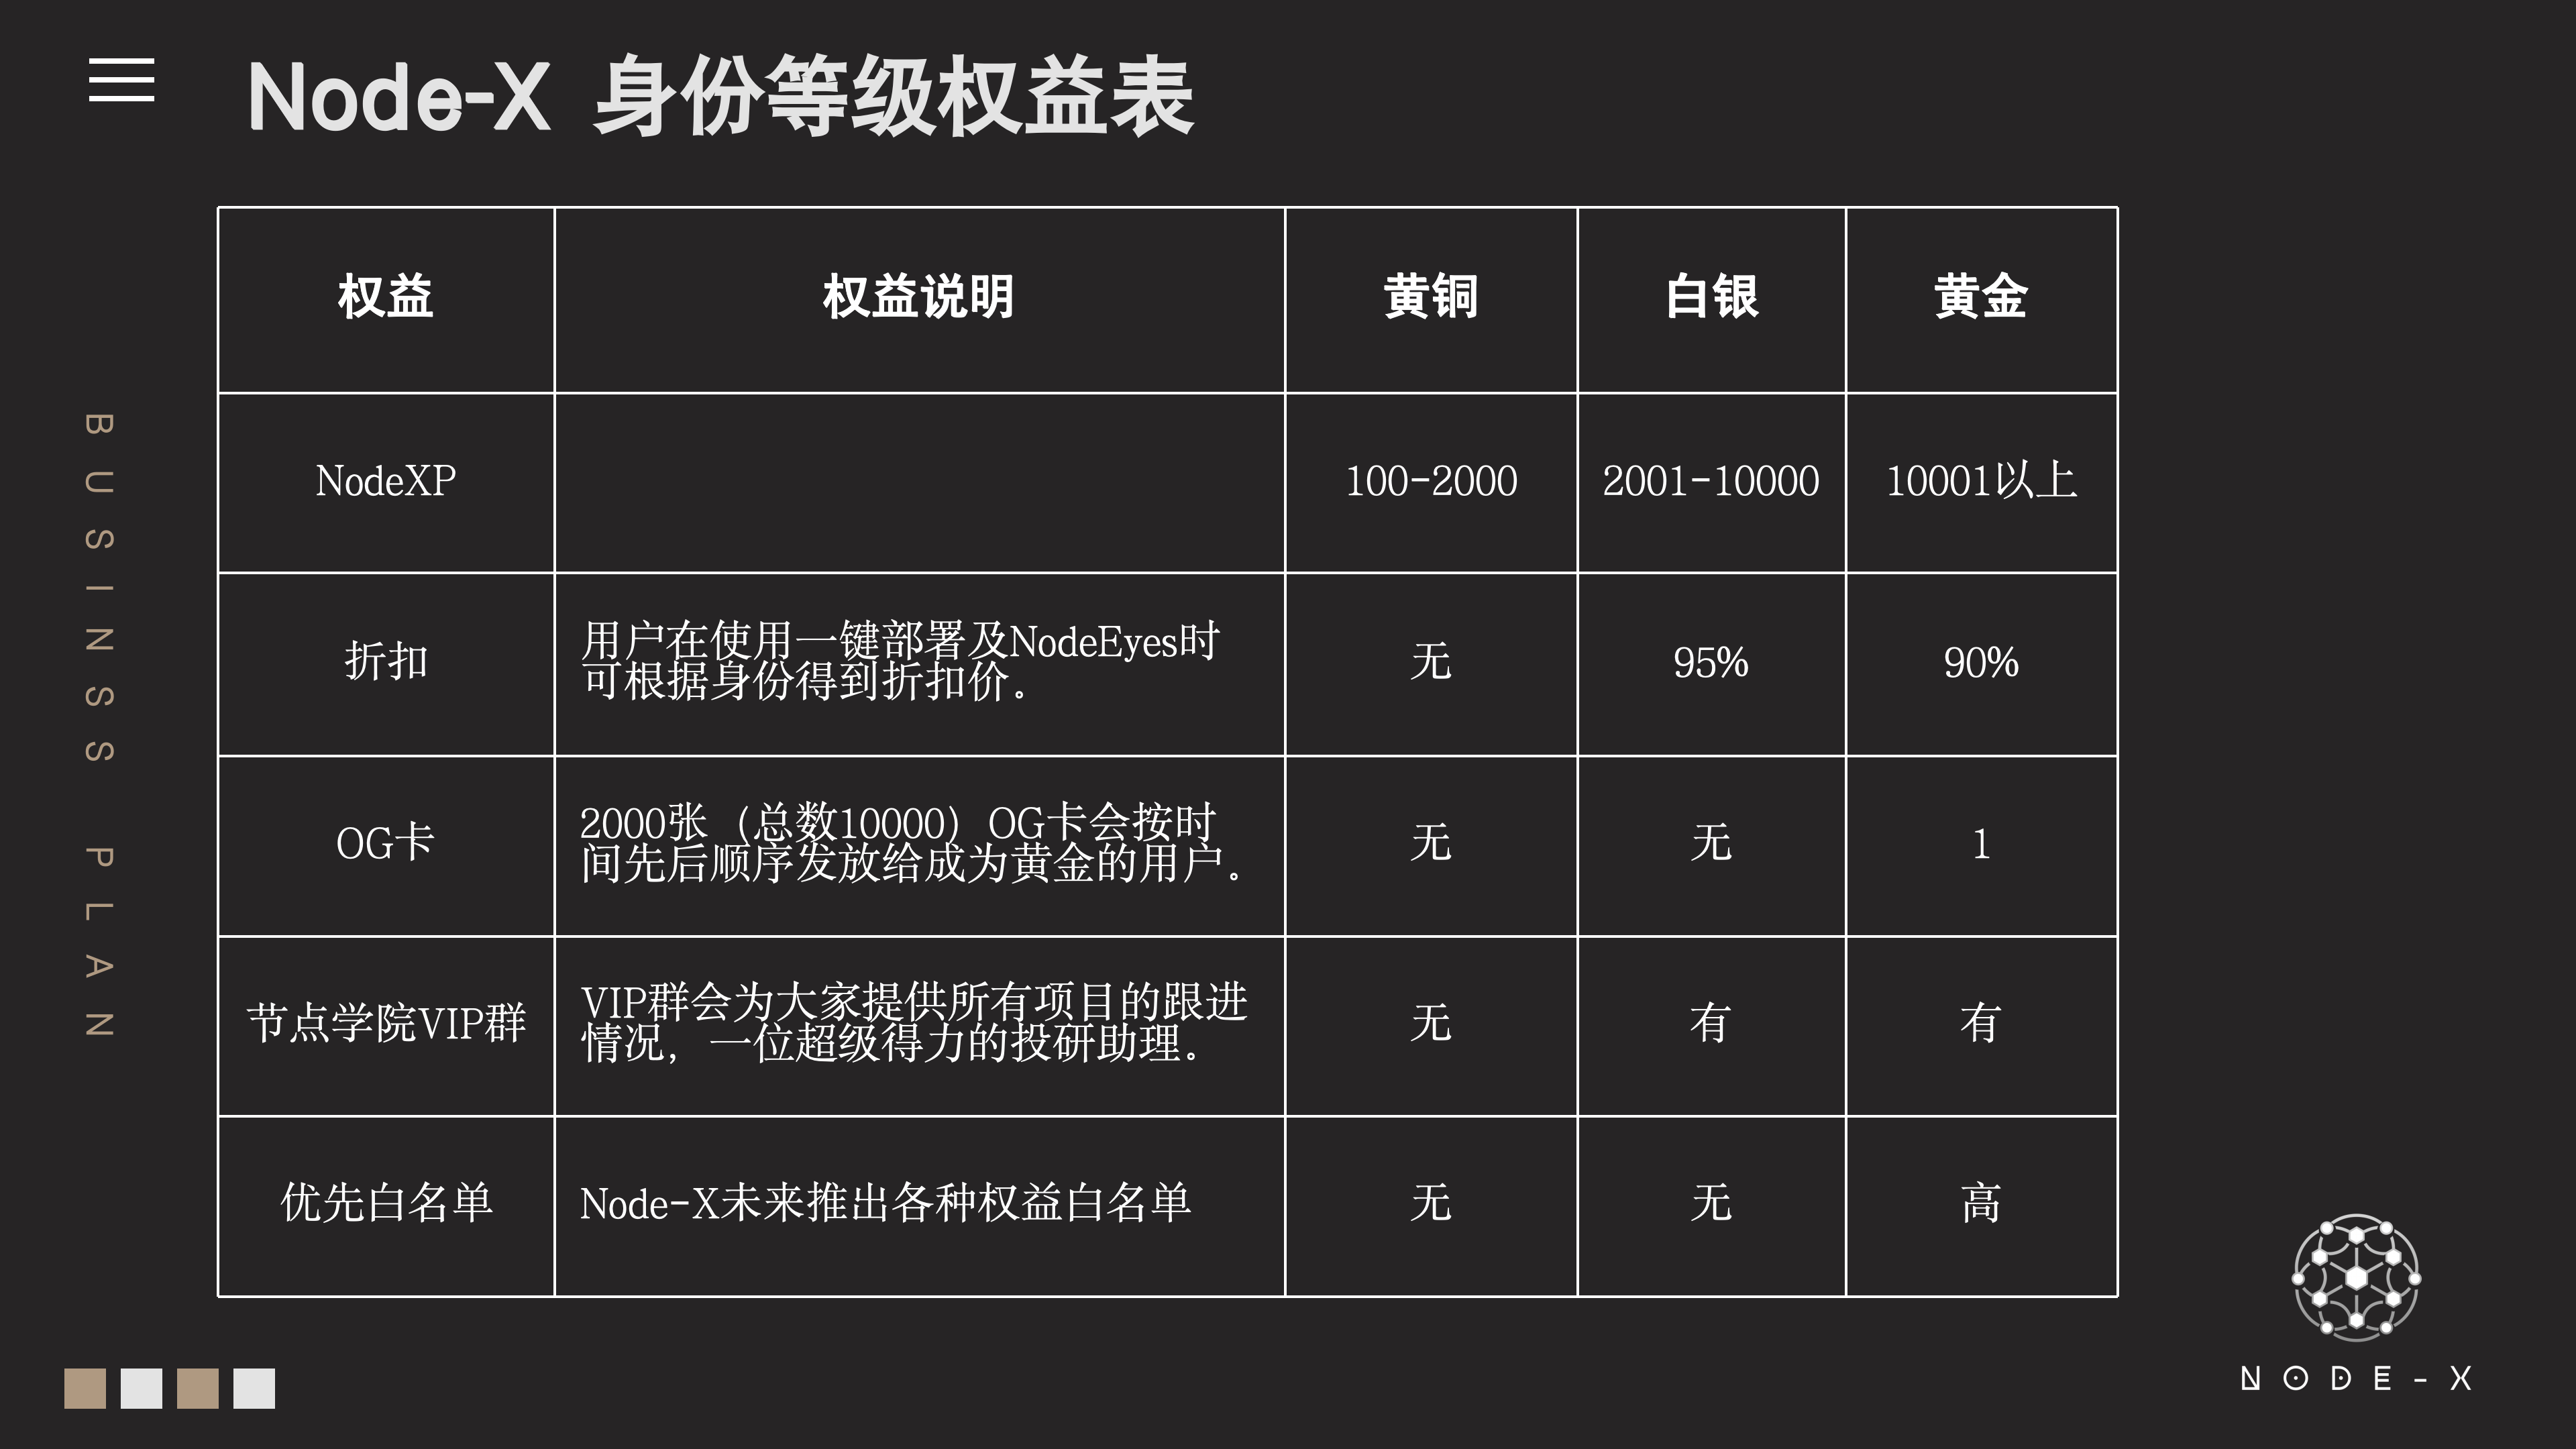 Node-X 身份等级权益表
权益 权益说明 黄铜 白银 黄金
NodeXP 100-2000 2001-10000 10001以上
折扣
用户在使用一键部署及NodeEyes时
可根据身份得到折扣价。
无 95% 90%
OG卡
2000张（总数10000）OG卡会按时
间先后顺序发放给成为黄金的用户。
无 无 1
节点学院VIP群
VIP群会为大家提供所有项目的跟进
情况，一位超级得力的投研助理。
无 有 有
优先白名单 Node-X未来推出各种权益白名单 无 无 高
BUSINSS PLAN
NODE-X